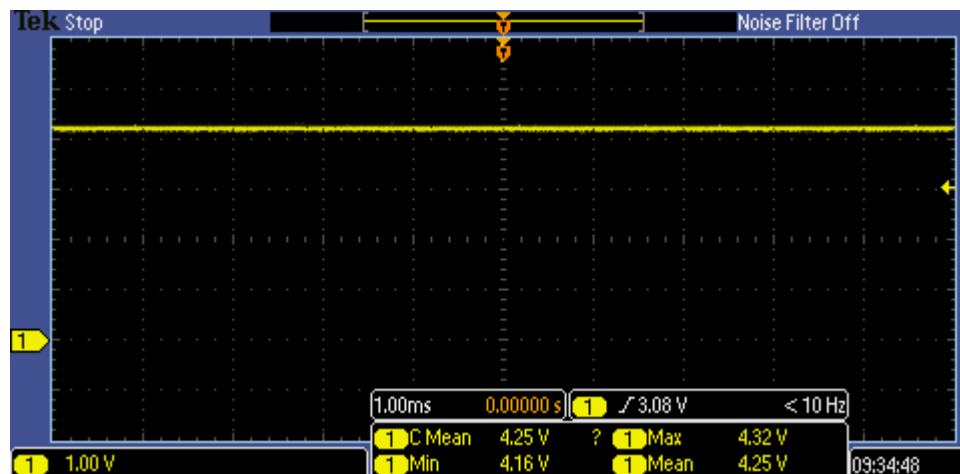 Tek Stop Noise Filter Off
1
1.00ms 0.00000 s 1 3.08 V < 10 Hz
1 C Mean 4.25 V ? 1 Max 4.32 V
1 1.00 V 1 Min 4.16 V 1 Mean 4.25 V 09:34:48